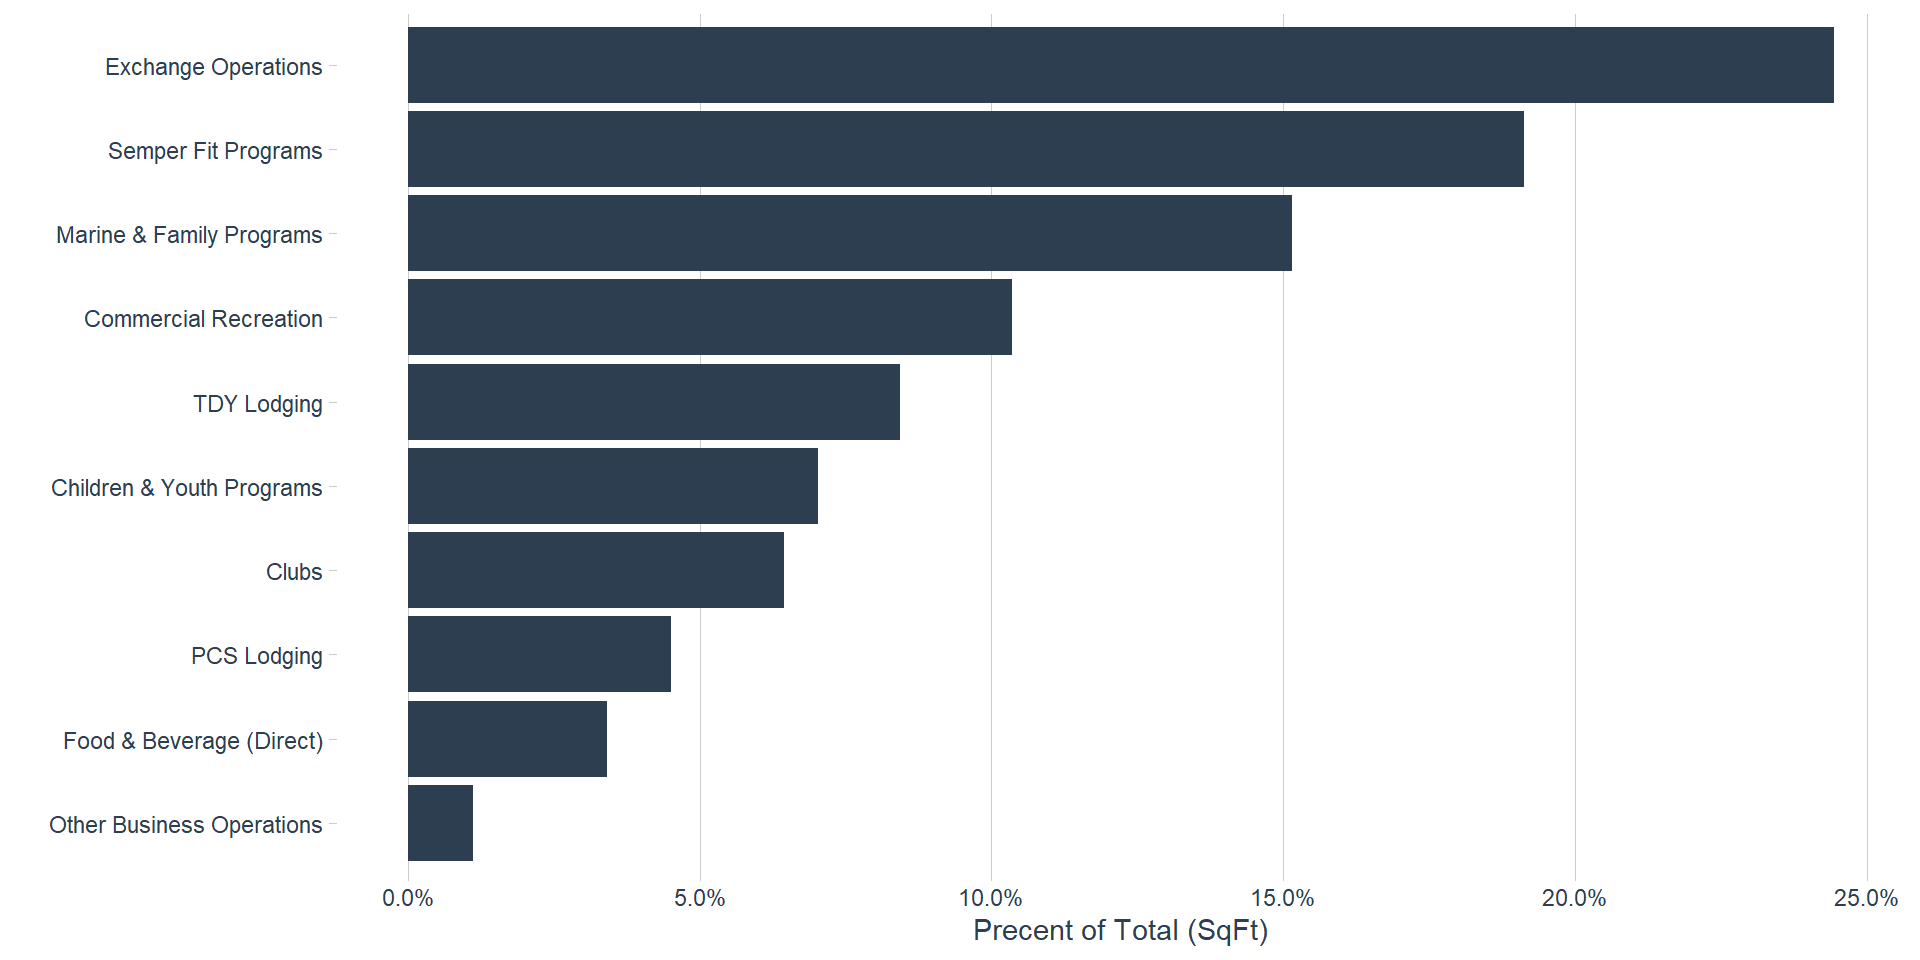 Exchange Operations
Semper Fit Programs
Marine & Family Programs
Commercial Recreation
TDY Lodging
Children & Youth Programs
Clubs
PCS Lodging
Food & Beverage (Direct)
Other Business Operations
0.0% 5.0% 10.0% 15.0% 20.0% 25.0%
Precent of Total (SqFt)